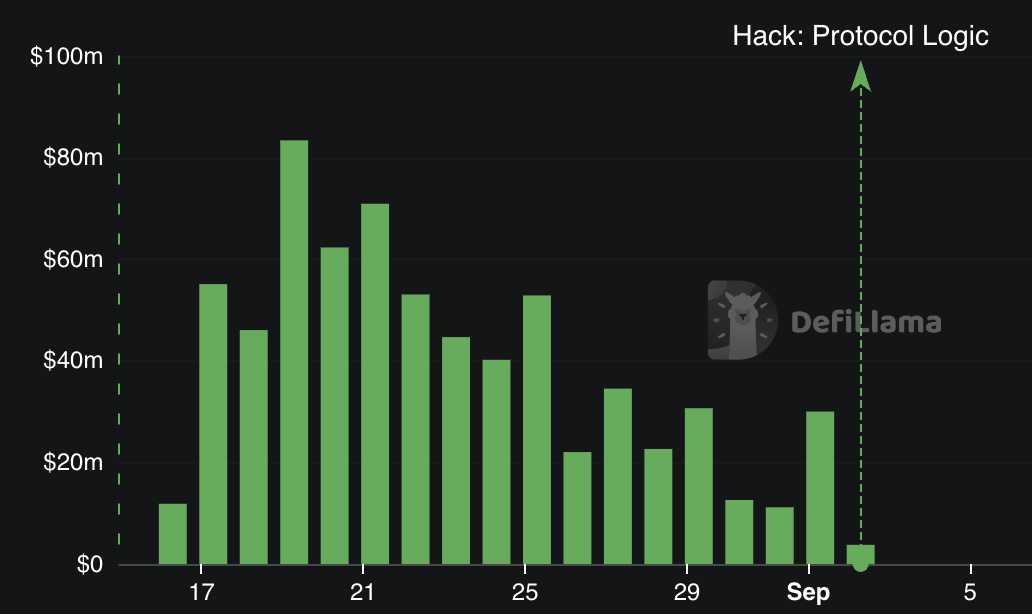 Hack: Protocol Logic
$100m
$80m
$60m
$40m
$20m
$0
DefiLlama
17 21 25 29 Sep 5